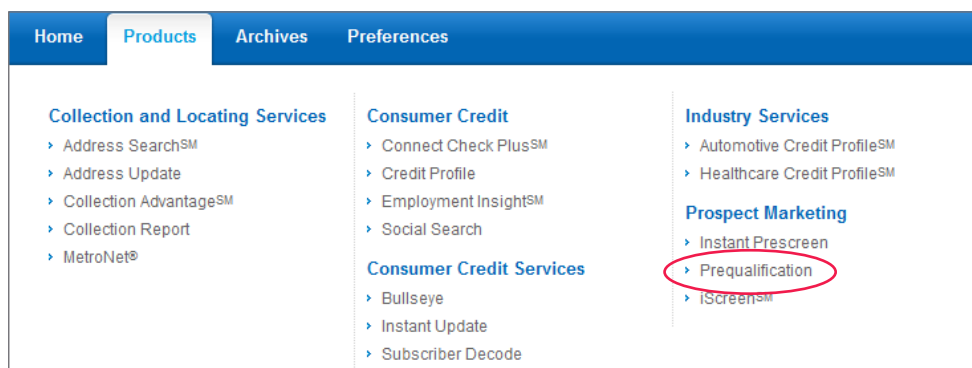 Home Products Archives Preferences
Collection and Locating Services
Address Search℠
Address Update
Collection Advantage℠
Collection Report
MetroNet®
Consumer Credit
Connect Check Plus℠
Credit Profile
Employment Insight℠
Social Search
Consumer Credit Services
Bullseye
Instant Update
Subscriber Decode
Industry Services
Automotive Credit Profile℠
Healthcare Credit Profile℠
Prospect Marketing
Instant Prescreen
Prequalification
iScreen℠